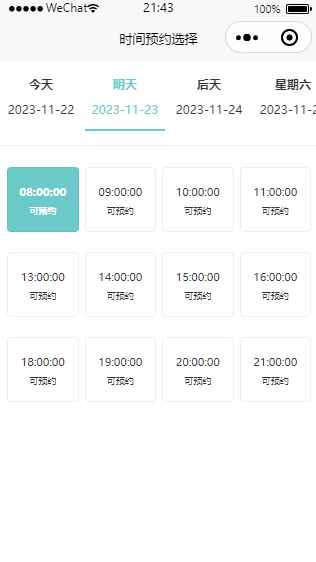 WeChat 21:43 100%
时间预约选择
今天 明天 后天 星期六
2023-11-22 2023-11-23 2023-11-24 2023-11-2
08:00:00 09:00:00 10:00:00 11:00:00
可预约 可预约 可预约 可预约
13:00:00 14:00:00 15:00:00 16:00:00
可预约 可预约 可预约 可预约
18:00:00 19:00:00 20:00:00 21:00:00
可预约 可预约 可预约 可预约